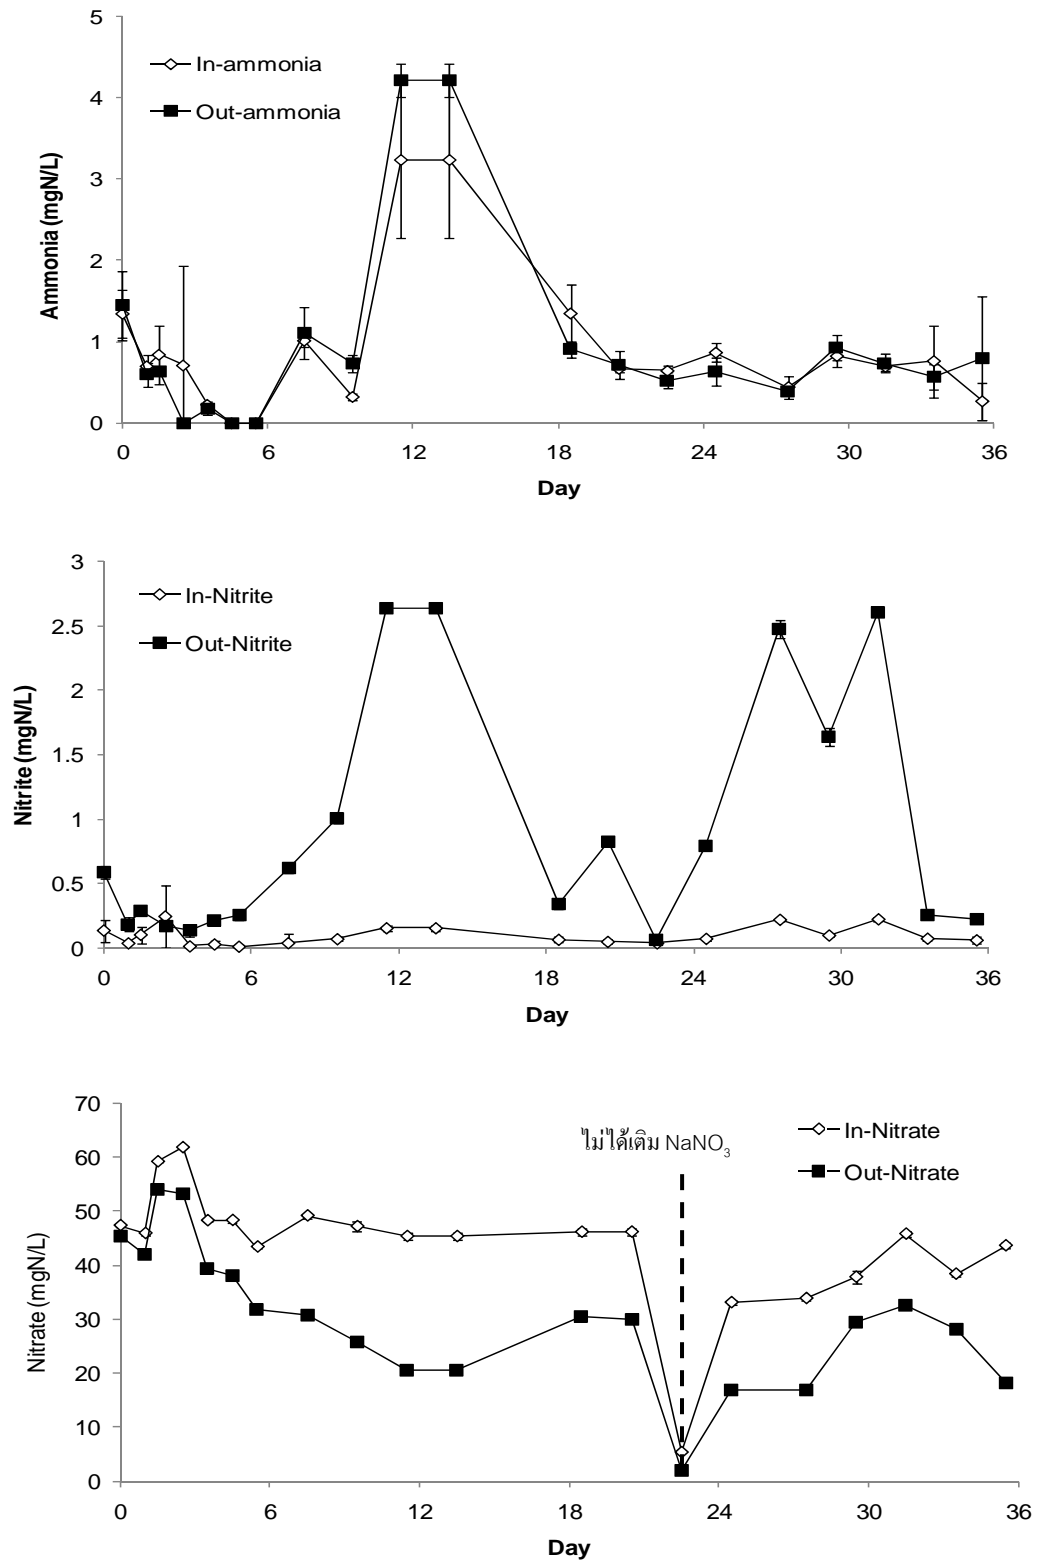 5
4
3
2
1
0
Ammonia (mgN/L)
In-ammonia
Out-ammonia
0 6 12 18 24 30 36
Day
3
2.5
2
1.5
1
0.5
0
Nitrite (mgN/L)
In-Nitrite
Out-Nitrite
0 6 12 18 24 30 36
Day
70
60
50
40
30
20
10
0
Nitrate (mgN/L)
ไม่ได้เติม NaNO₃
In-Nitrate
Out-Nitrate
0 6 12 18 24 30 36
Day